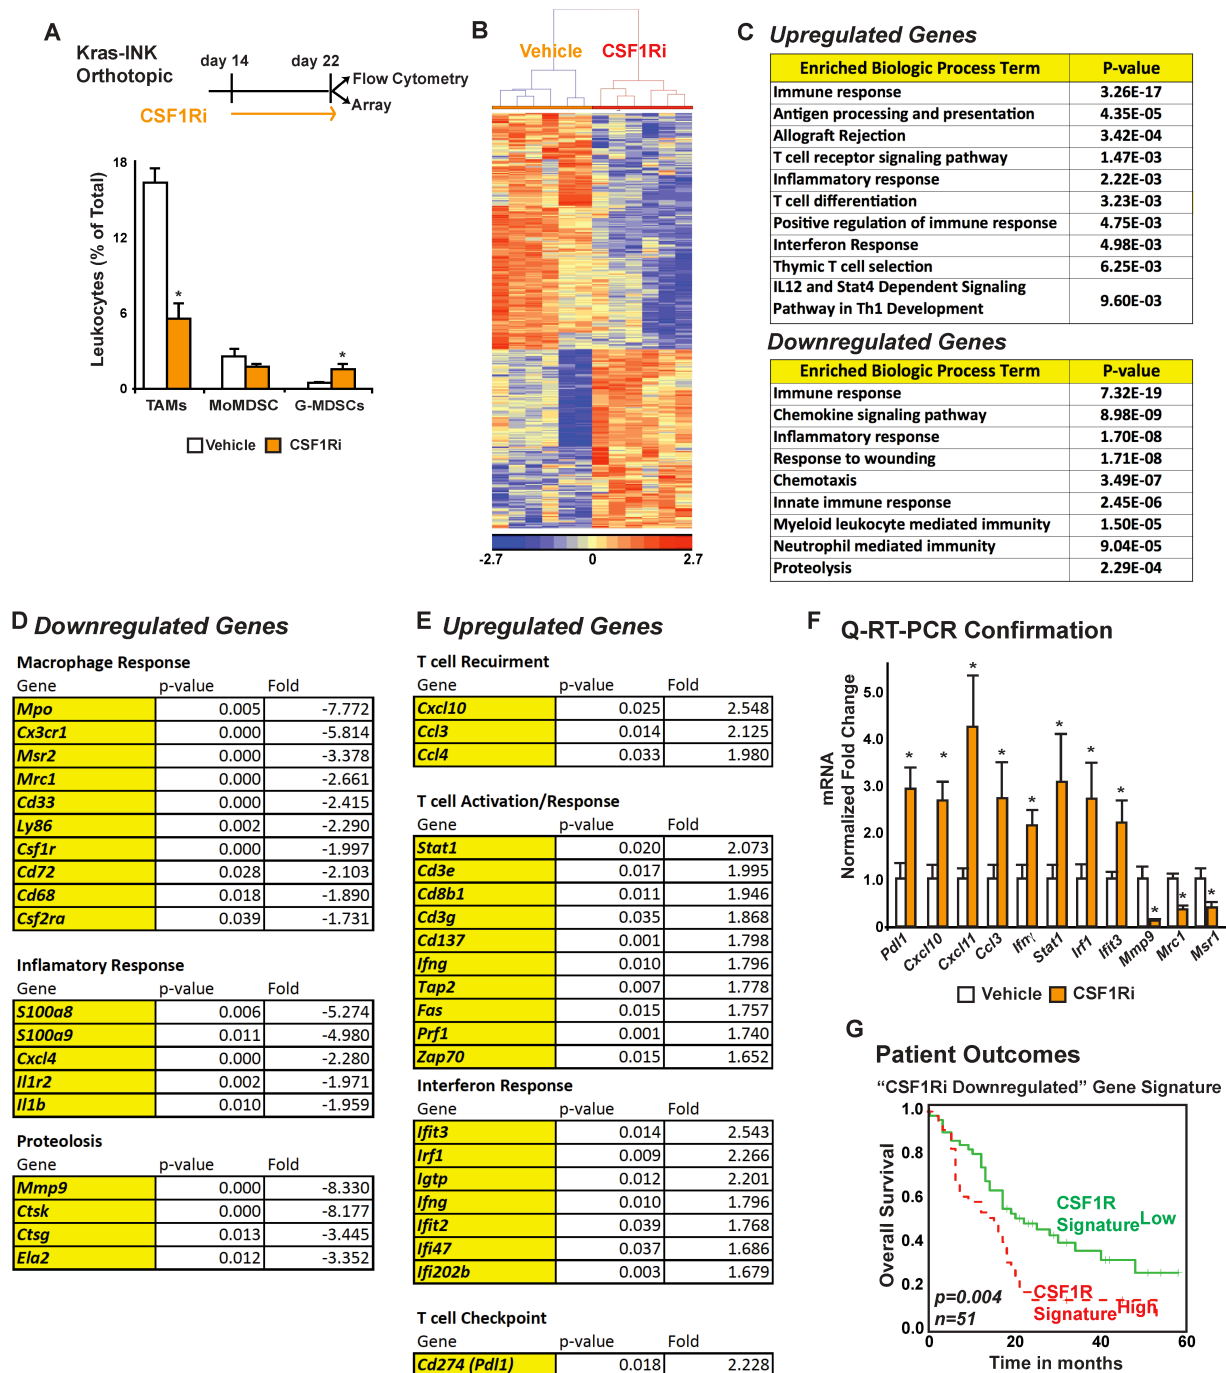 A
Kras-INK
Orthotopic
day 14
day 22
Flow Cytometry
Array
CSF1Ri
Leukocytes (% of Total)
18
12
6
0
*
*
TAMs
MoMDSC
G-MDSCs
Vehicle
CSF1Ri
B
Vehicle
CSF1Ri
-2.7
0
2.7
C
Upregulated Genes
Enriched Biologic Process Term P-value
Immune response 3.26E-17
Antigen processing and presentation 4.35E-05
Allograft Rejection 3.42E-04
T cell receptor signaling pathway 1.47E-03
Inflammatory response 2.22E-03
T cell differentiation 3.23E-03
Positive regulation of immune response 4.75E-03
Interferon Response 4.98E-03
Thymic T cell selection 6.25E-03
IL12 and Stat4 Dependent Signaling
Pathway in Th1 Development 9.60E-03
Downregulated Genes
Enriched Biologic Process Term P-value
Immune response 7.32E-19
Chemokine signaling pathway 8.98E-09
Inflammatory response 1.70E-08
Response to wounding 1.71E-08
Chemotaxis 3.49E-07
Innate immune response 2.45E-06
Myeloid leukocyte mediated immunity 1.50E-05
Neutrophil mediated immunity 9.04E-05
Proteolysis 2.29E-04
D Downregulated Genes
Macrophage Response
Gene p-value Fold
Mpo 0.005 -7.772
Cx3cr1 0.000 -5.814
Msr2 0.000 -3.378
Mrc1 0.000 -2.661
Cd33 0.000 -2.415
Ly86 0.002 -2.290
Csf1r 0.000 -1.997
Cd72 0.028 -2.103
Cd68 0.018 -1.890
Csf2ra 0.039 -1.731
Inflamatory Response
Gene p-value Fold
S100a8 0.006 -5.274
S100a9 0.011 -4.980
Cxcl4 0.000 -2.280
Il1r2 0.002 -1.971
Il1b 0.010 -1.959
Proteolosis
Gene p-value Fold
Mmp9 0.000 -8.330
Ctsk 0.000 -8.177
Ctsg 0.013 -3.445
Ela2 0.012 -3.352
E Upregulated Genes
T cell Recuirment
Gene p-value Fold
Cxcl10 0.025 2.548
Ccl3 0.014 2.125
Ccl4 0.033 1.980
T cell Activation/Response
Gene p-value Fold
Stat1 0.020 2.073
Cd3e 0.017 1.995
Cd8b1 0.011 1.946
Cd3g 0.035 1.868
Cd137 0.001 1.798
Ifng 0.010 1.796
Tap2 0.007 1.778
Fas 0.015 1.757
Prf1 0.001 1.740
Zap70 0.015 1.652
Interferon Response
Gene p-value Fold
Ifit3 0.014 2.543
Irf1 0.009 2.266
Igtp 0.012 2.201
Ifng 0.010 1.796
Ifit2 0.039 1.768
Ifi47 0.037 1.686
Ifi202b 0.003 1.679
T cell Checkpoint
Gene p-value Fold
Cd274 (Pdl1) 0.018 2.228
F Q-RT-PCR Confirmation
mRNA
Normalized Fold Change
5.0
4.0
3.0
2.0
1.0
0
* * * * * * * * * * *
Pdl1 Cxcl10 Cxcl11 Ccl3 Ifnγ Stat1 Irf1 Ifit3 Mmp9 Mrc1 Msr1
Vehicle
CSF1Ri
G
Patient Outcomes
“CSF1Ri Downregulated” Gene Signature
Overall Survival
1.0
0.8
0.6
0.4
0.2
0.0
CSF1R
Signature Low
CSF1R
Signature High
p=0.004
n=51
0 20 40 60
Time in months